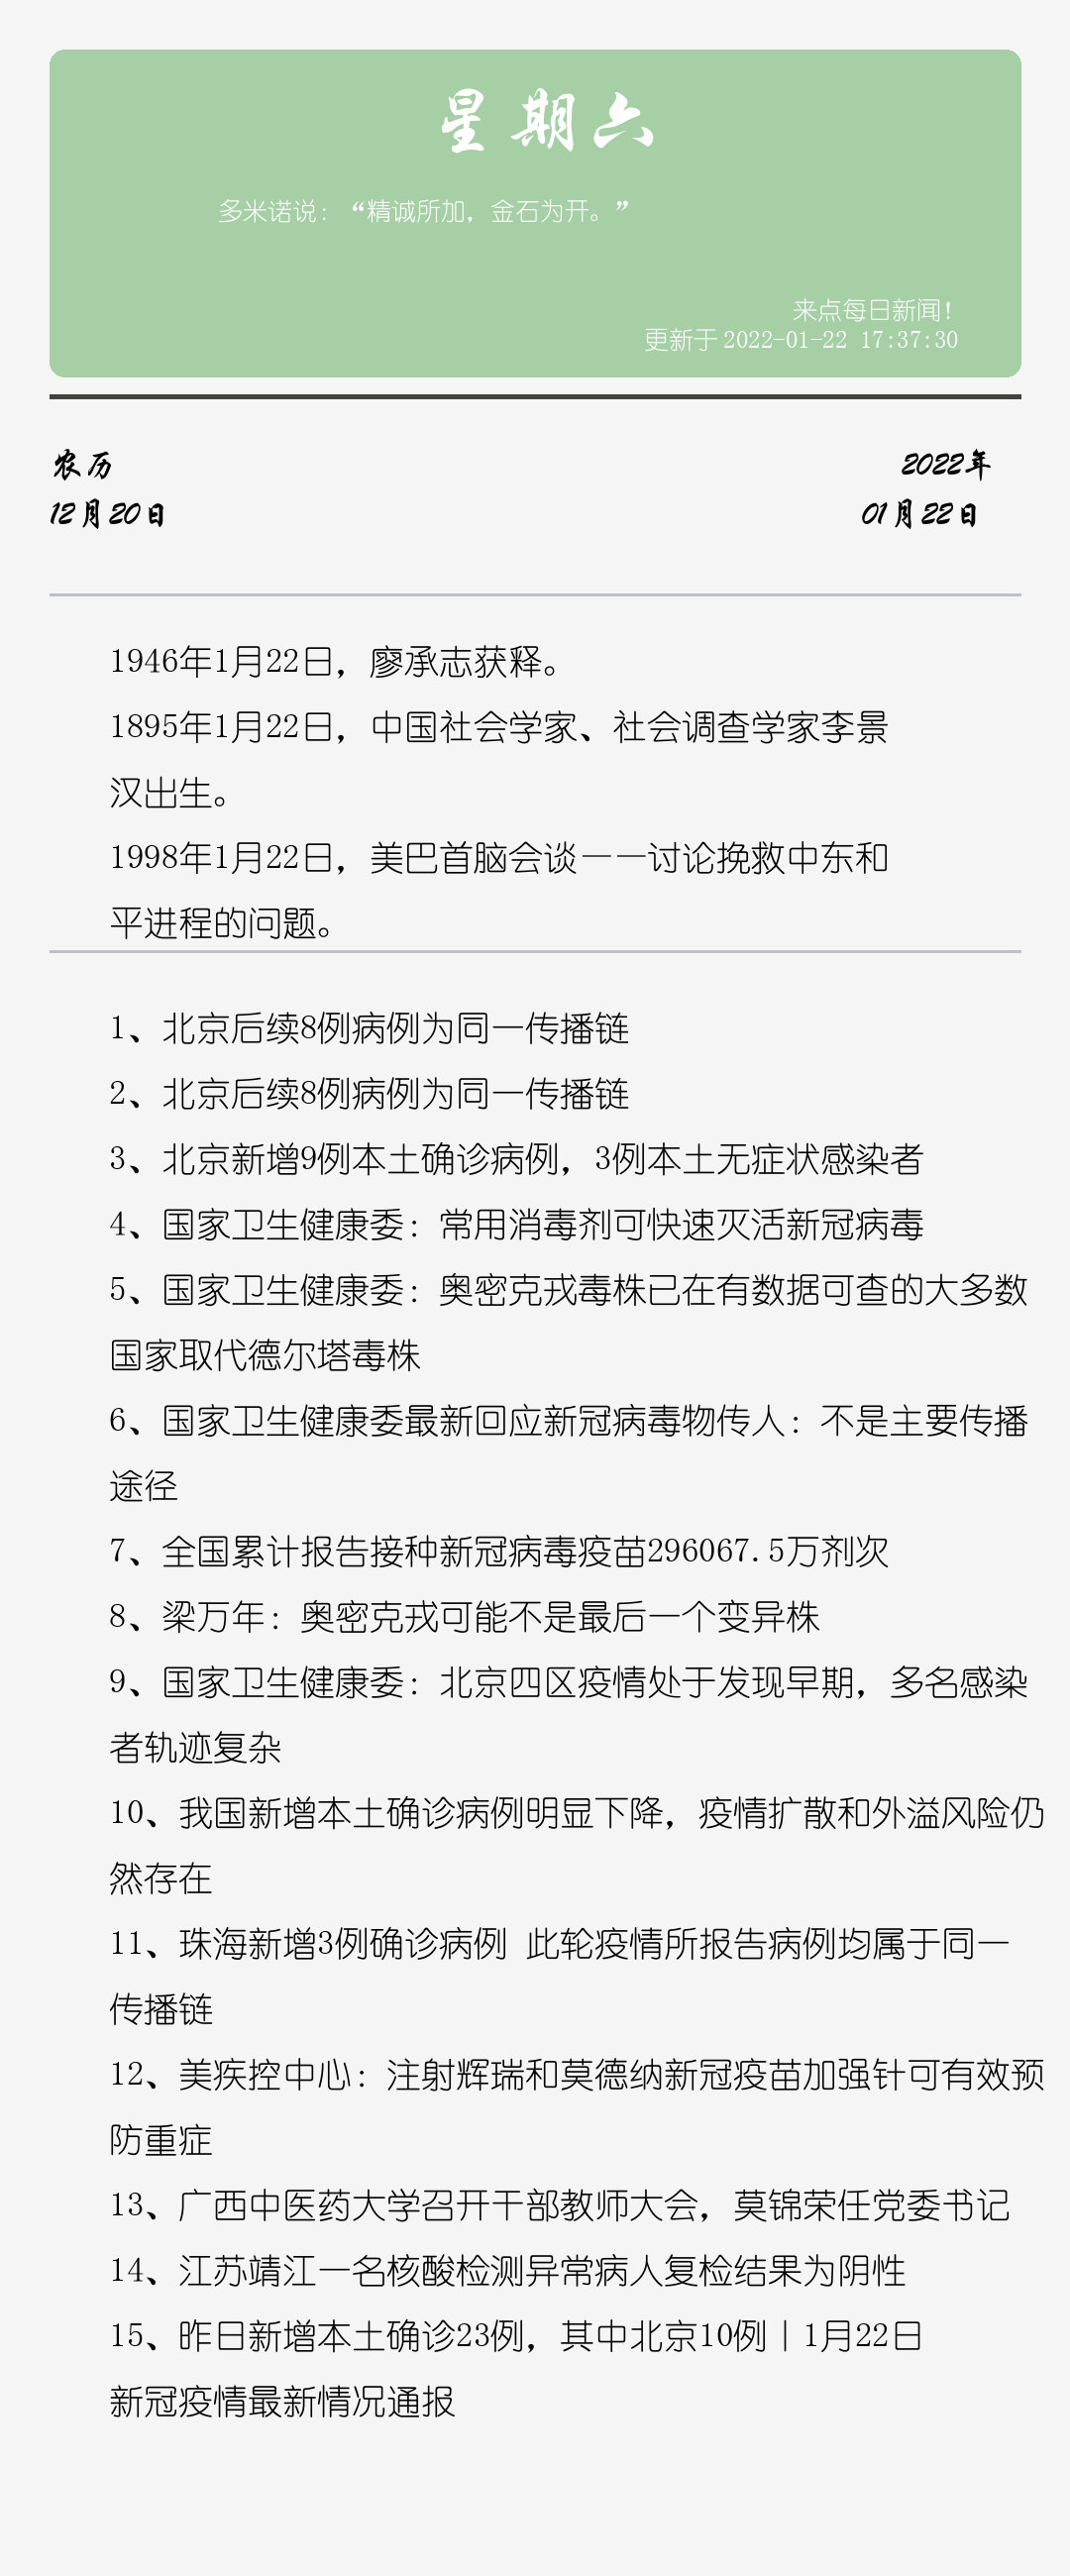 星期六
多米诺说：“精诚所加，金石为开。”
来点每日新闻！
更新于 2022-01-22 17:37:30
农历
2022年
12月20日
01月22日
1946年1月22日，廖承志获释。
1895年1月22日，中国社会学家、社会调查学家李景
汉出生。
1998年1月22日，美巴首脑会谈——讨论挽救中东和
平进程的问题。
1、北京后续8例病例为同一传播链
2、北京后续8例病例为同一传播链
3、北京新增9例本土确诊病例，3例本土无症状感染者
4、国家卫生健康委：常用消毒剂可快速灭活新冠病毒
5、国家卫生健康委：奥密克戎毒株已在有数据可查的大多数
国家取代德尔塔毒株
6、国家卫生健康委最新回应新冠病毒物传人：不是主要传播
途径
7、全国累计报告接种新冠病毒疫苗296067.5万剂次
8、梁万年：奥密克戎可能不是最后一个变异株
9、国家卫生健康委：北京四区疫情处于发现早期，多名感染
者轨迹复杂
10、我国新增本土确诊病例明显下降，疫情扩散和外溢风险仍
然存在
11、珠海新增3例确诊病例 此轮疫情所报告病例均属于同一
传播链
12、美疾控中心：注射辉瑞和莫德纳新冠疫苗加强针可有效预
防重症
13、广西中医药大学召开干部教师大会，莫锦荣任党委书记
14、江苏靖江一名核酸检测异常病人复检结果为阴性
15、昨日新增本土确诊23例，其中北京10例丨1月22日
新冠疫情最新情况通报